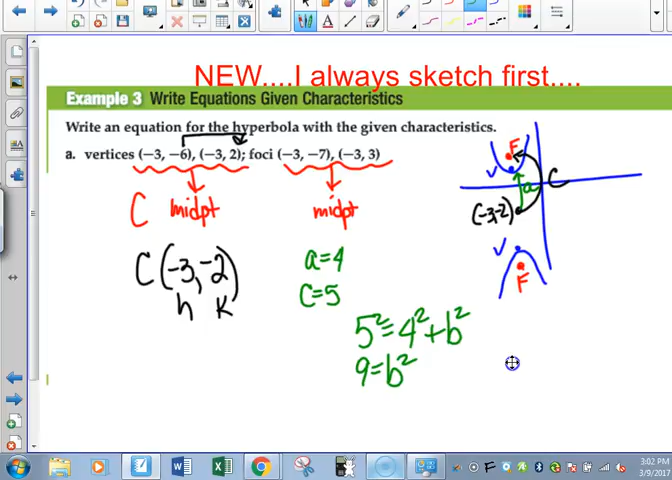 NEW....I always sketch first....
Example 3 Write Equations Given Characteristics
Write an equation for the hyperbola with the given characteristics.
a. vertices (−3, −6), (−3, 2); foci (−3, −7), (−3, 3)
F
V
a
C
(-3,-2)
V
F
C midpt
midpt
C(-3,-2)
h K
a=4
c=5
5²=4²+b²
9=b²
3:02 PM
3/9/2017